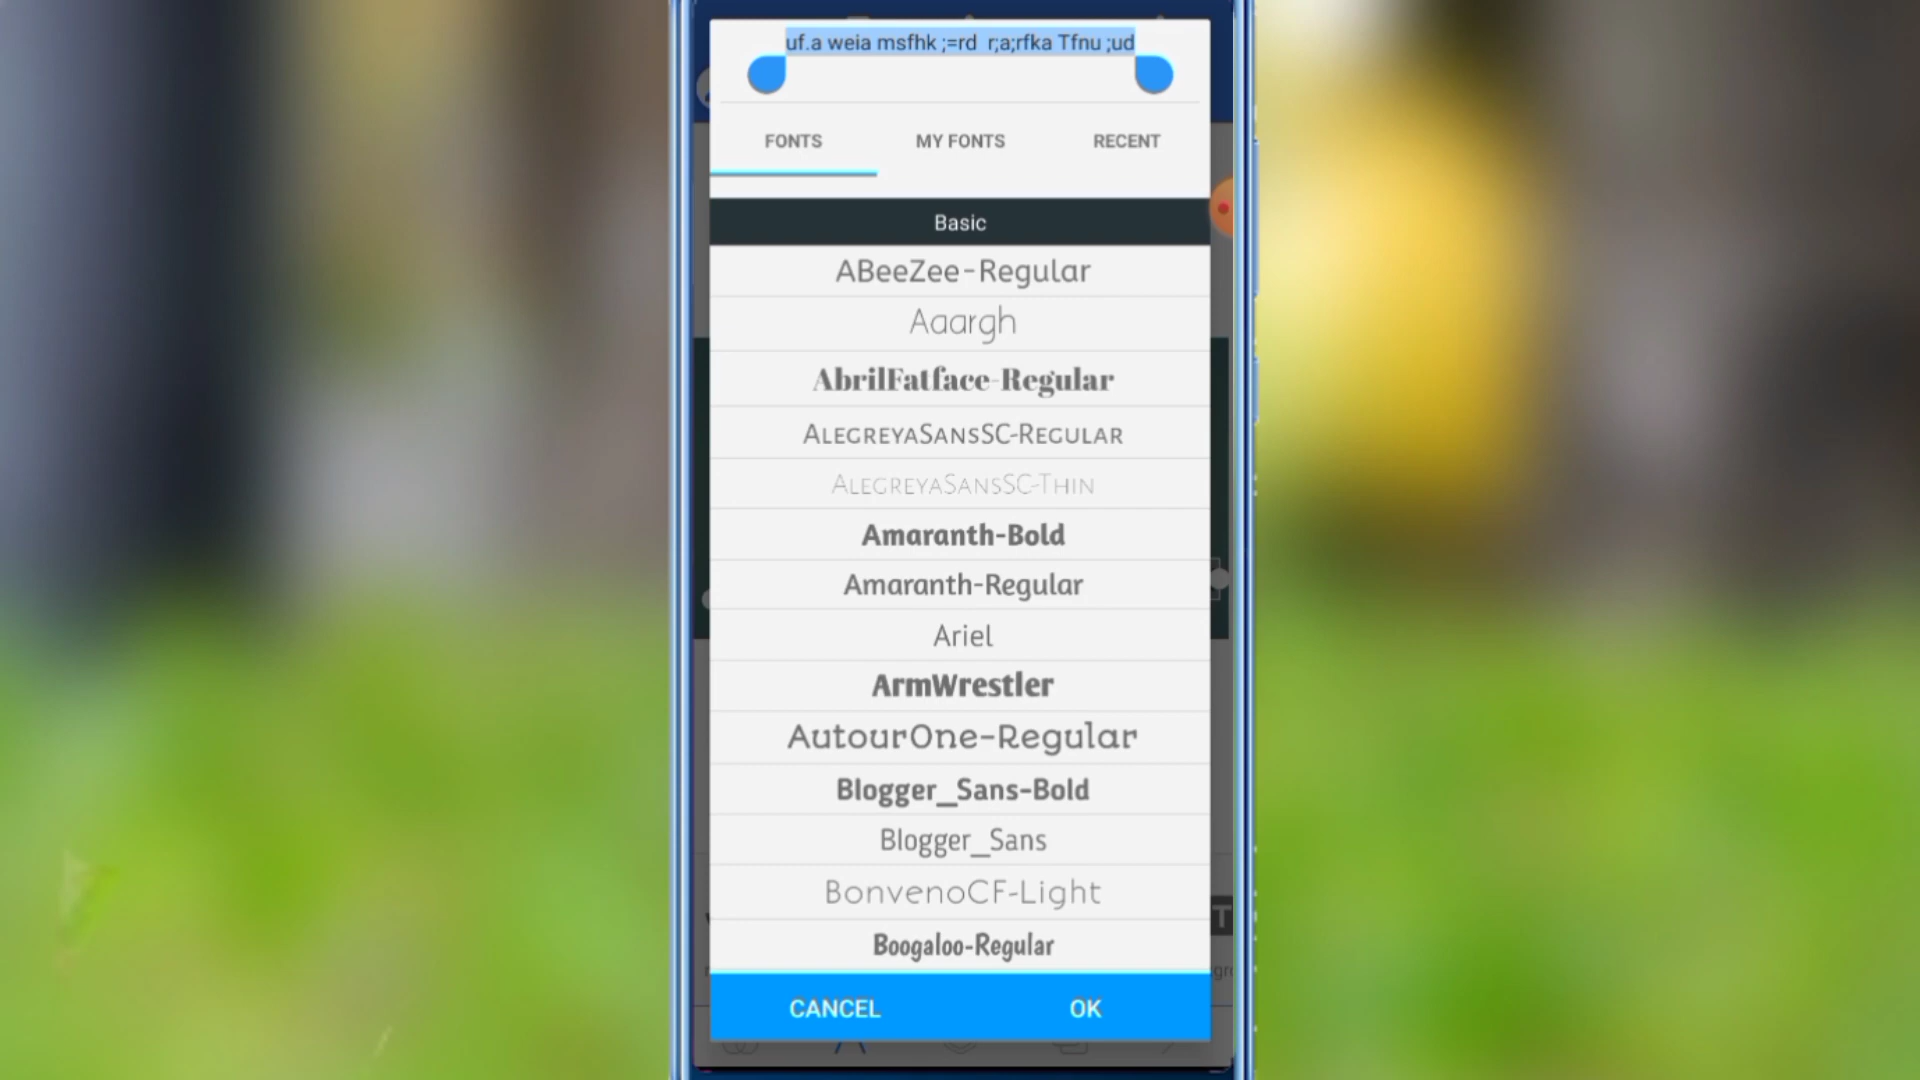 uf.a weia msfhk ;=rd  r;a;rfka Tfnu ;ud
FONTS
MY FONTS
RECENT
Basic
ABeeZee-Regular
Aaargh
AbrilFatface-Regular
AlegreyaSansSC-Regular
AlegreyaSansSC-Thin
Amaranth-Bold
Amaranth-Regular
Ariel
ArmWrestler
AutourOne-Regular
Blogger_Sans-Bold
Blogger_Sans
BonvenoCF-Light
Boogaloo-Regular
CANCEL
OK